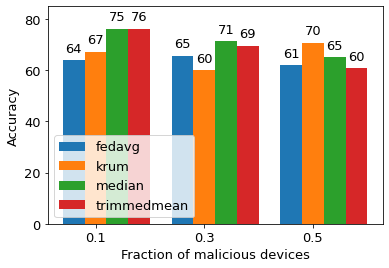 75 76
64 67
65 60 71 69
61 70 65 60
80
60
40
20
0
Accuracy
fedavg
krum
median
trimmedmean
0.1 0.3 0.5
Fraction of malicious devices